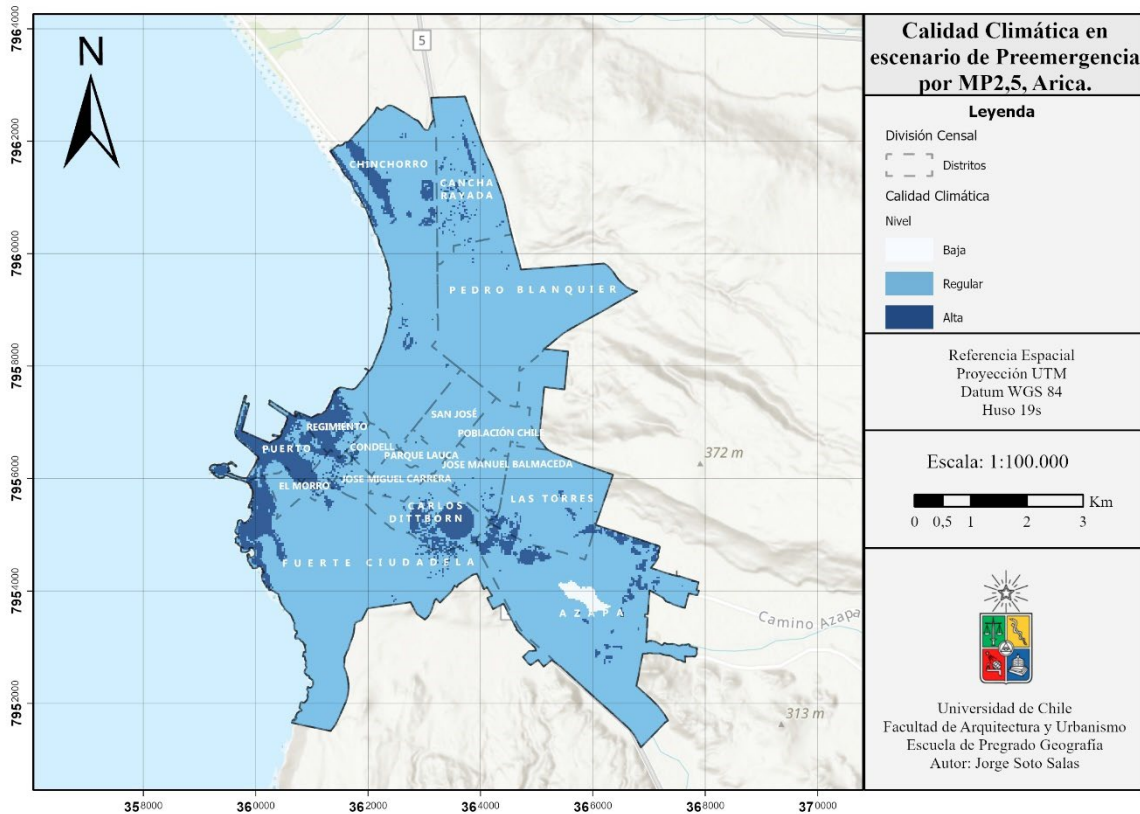 Calidad Climática en
escenario de Preemergencia
por MP2,5, Arica.
Leyenda
División Censal
Distritos
Calidad Climática
Nivel
Baja
Regular
Alta
Referencia Espacial
Proyección UTM
Datum WGS 84
Huso 19s
Escala: 1:100.000
0 0,5 1 2 3 Km
Universidad de Chile
Facultad de Arquitectura y Urbanismo
Escuela de Pregrado Geografía
Autor: Jorge Soto Salas
N
5
CHINCHORRO
CANCHA
RAYADA
PEDRO BLANQUIER
SAN JOSÉ
REGIMIENTO
POBLACIÓN CHILE
PUERTO
CONDELL
PARQUE LAUCA
JOSE MANUEL BALMACEDA
372 m
EL MORRO
JOSE MIGUEL CARRERA
LAS TORRES
CARLOS
DITTBORN
FUERTE CIUDADELA
AZAPA
Camino Azapa
313 m
7964000
7962000
7960000
7958000
7956000
7954000
7952000
358000 360000 362000 364000 366000 368000 370000